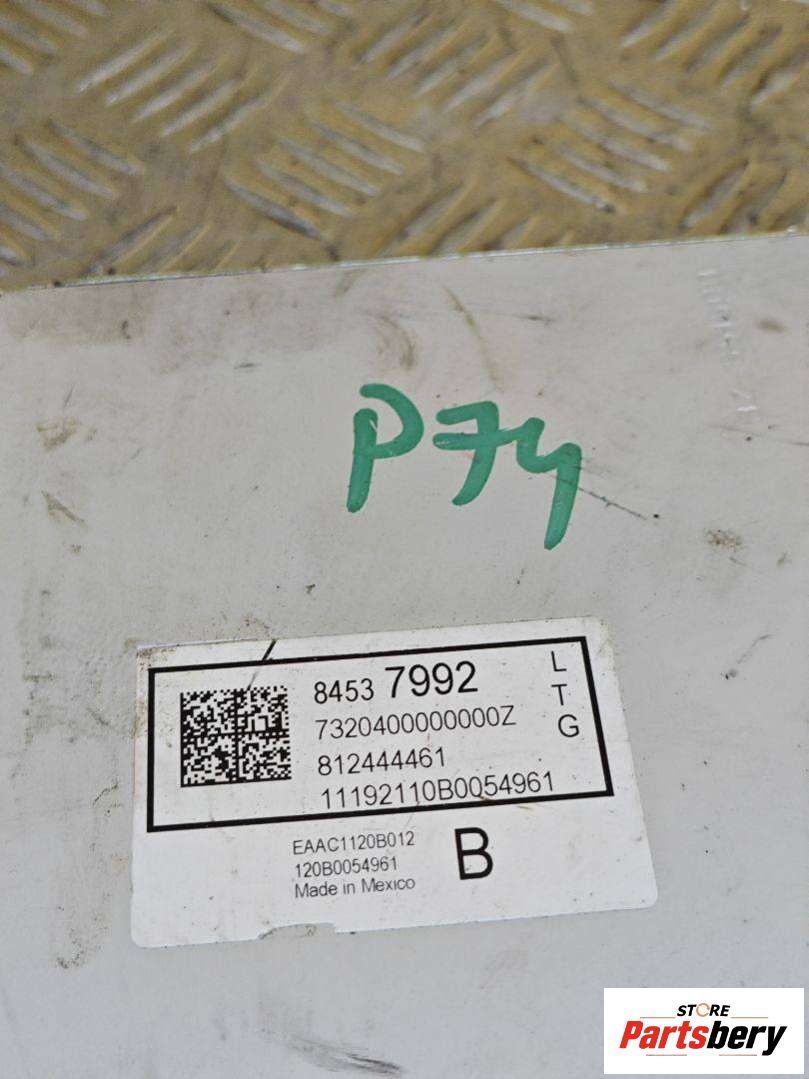 P74
8453 7992
7320400000000Z
812444461
11192110B0054961
L
T
G
EAAC1120B012
120B0054961
Made in Mexico
B
STORE
Partsbery